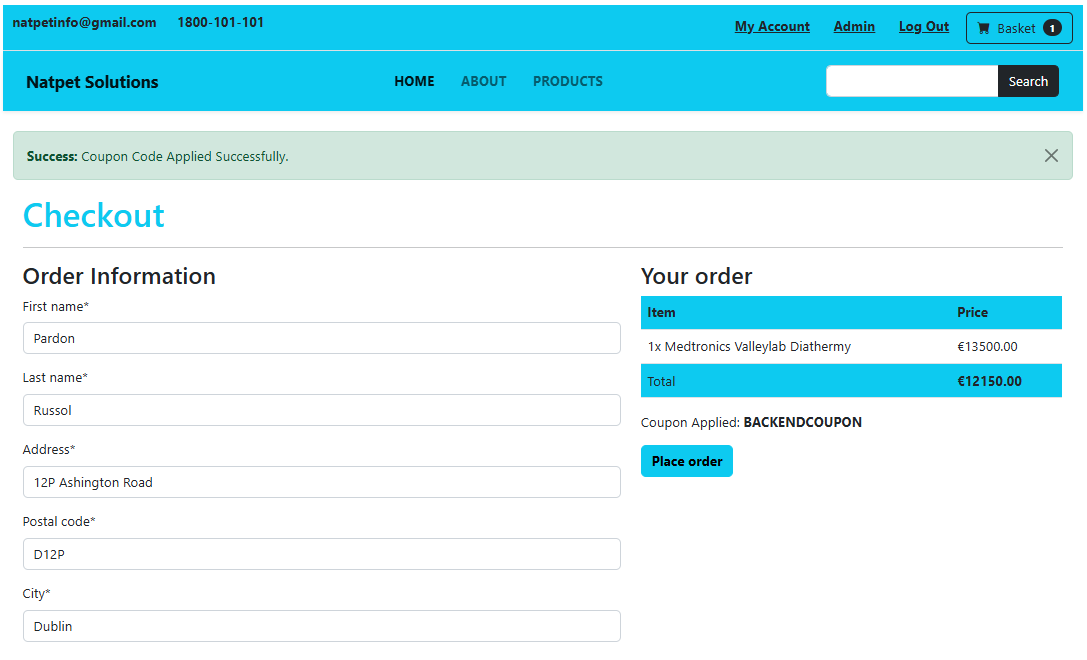 natpetinfo@gmail.com 1800-101-101
My Account Admin Log Out Basket 1
Natpet Solutions HOME ABOUT PRODUCTS Search
Success: Coupon Code Applied Successfully.
Checkout
Order Information
First name*
Pardon
Last name*
Russol
Address*
12P Ashington Road
Postal code*
D12P
City*
Dublin
Your order
Item Price
1x Medtronics Valleylab Diathermy €13500.00
Total €12150.00
Coupon Applied: BACKENDCOUPON
Place order